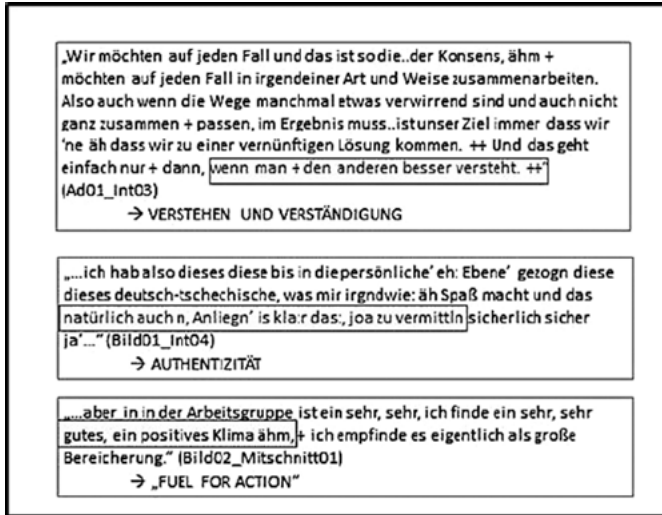 „Wir möchten auf jeden Fall und das ist so die..der Konsens, ähm +
möchten auf jeden Fall in irgendeiner Art und Weise zusammenarbeiten.
Also auch wenn die Wege manchmal etwas verwirrend sind und auch nicht
ganz zusammen + passen, im Ergebnis muss..ist unser Ziel immer dass wir
'ne äh dass wir zu einer vernünftigen Lösung kommen. ++ Und das geht
einfach nur + dann, wenn man + den anderen besser versteht. ++“
(Ad01_Int03)
→ VERSTEHEN UND VERSTÄNDIGUNG
„...ich hab also dieses diese bis in die persönliche' eh: Ebene' gezogn diese
dieses deutsch-tschechische, was mir irgndwie: äh Spaß macht und das
natürlich auch n, Anliegn' is kla:r das:, joa zu vermittln sicherlich sicher
ja'...“ (Bild01_Int04)
→ AUTHENTIZITÄT
„...aber in in der Arbeitsgruppe ist ein sehr, sehr, ich finde ein sehr, sehr
gutes, ein positives Klima ähm,+ ich empfinde es eigentlich als große
Bereicherung.“ (Bild02_Mitschnitt01)
→ „FUEL FOR ACTION“